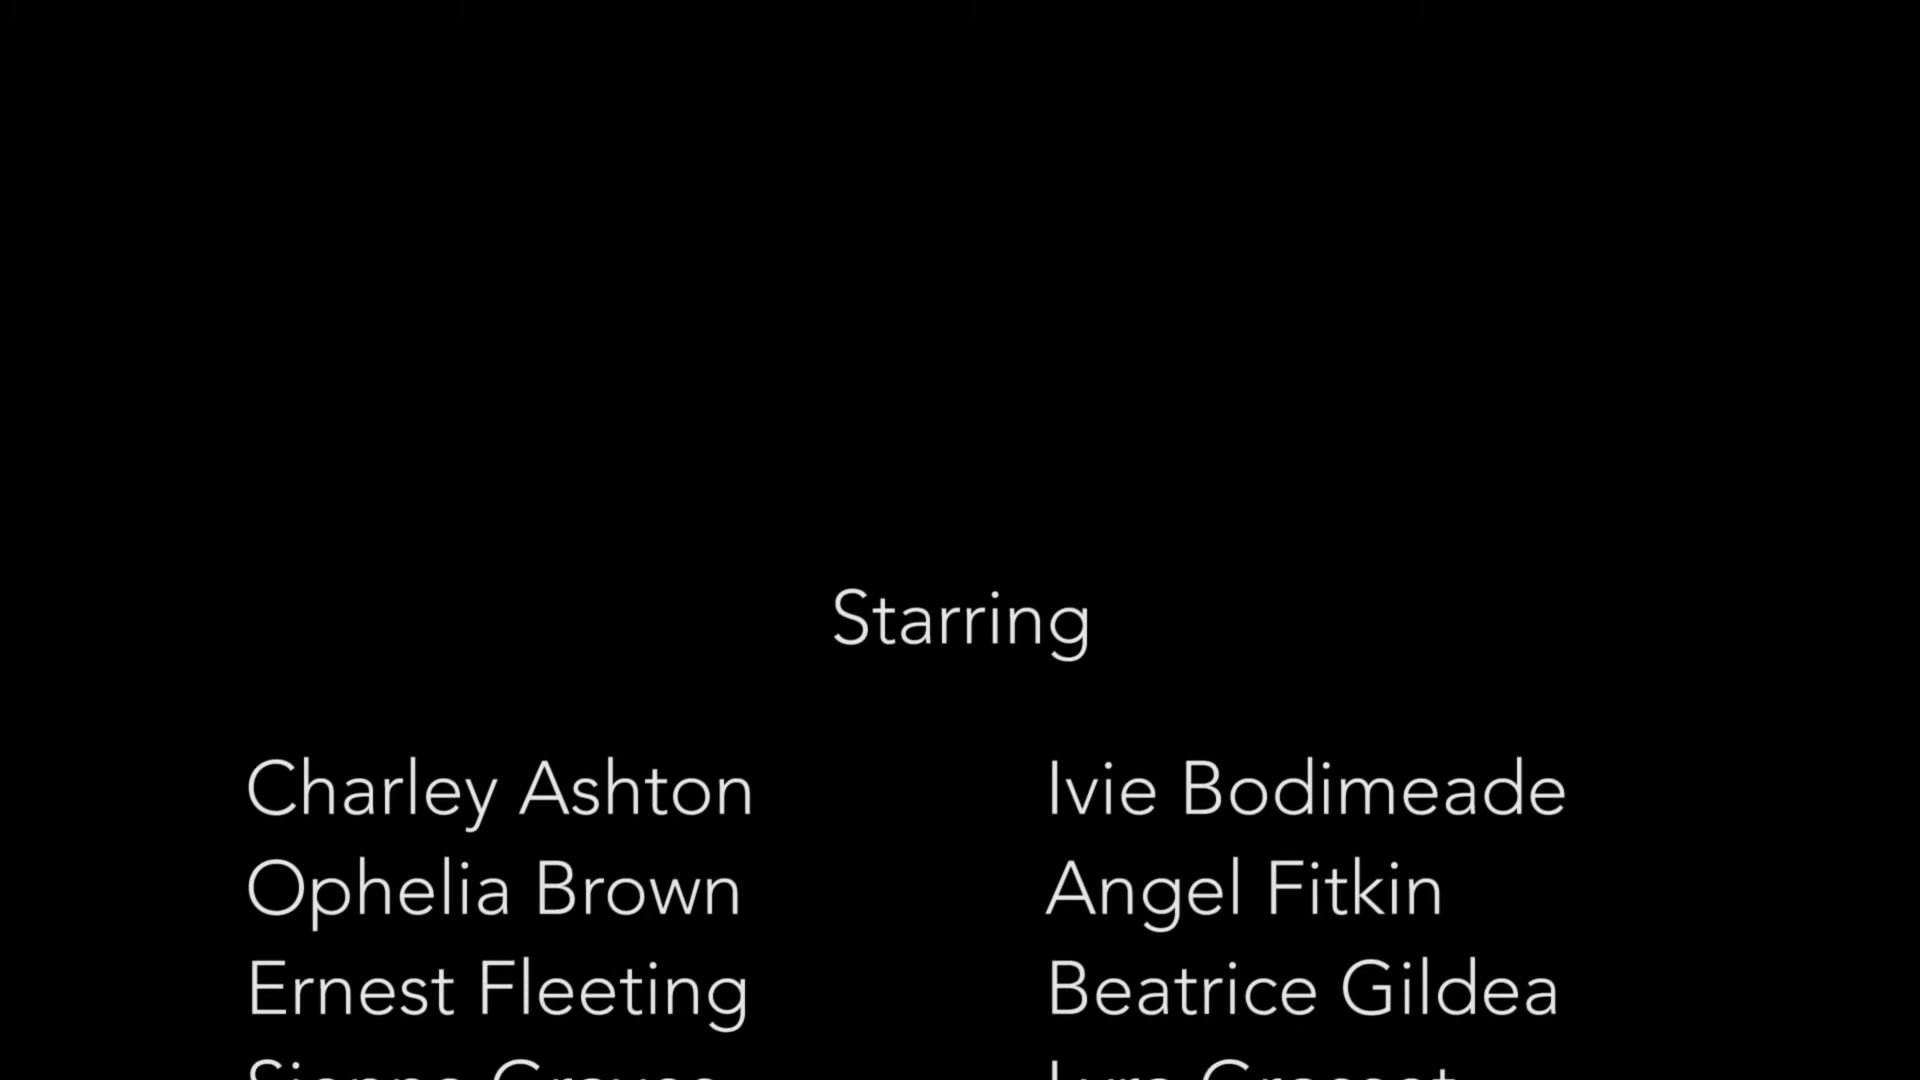 Starring
Charley Ashton
Ivie Bodimeade
Ophelia Brown
Angel Fitkin
Ernest Fleeting
Beatrice Gildea